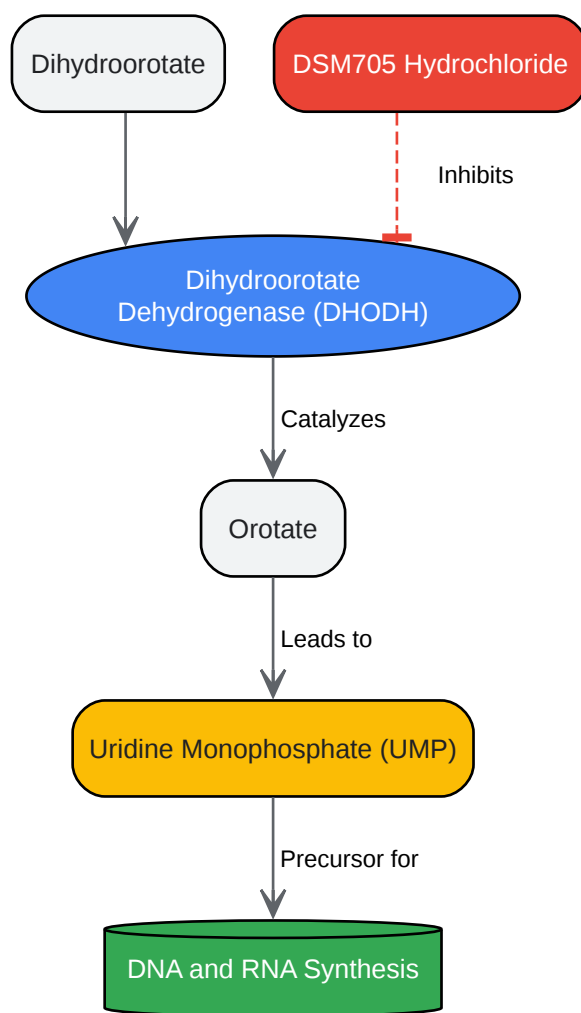 Dihydroorotate
DSM705 Hydrochloride
Inhibits
Dihydroorotate
Dehydrogenase (DHODH)
Catalyzes
Orotate
Leads to
Uridine Monophosphate (UMP)
Precursor for
DNA and RNA Synthesis